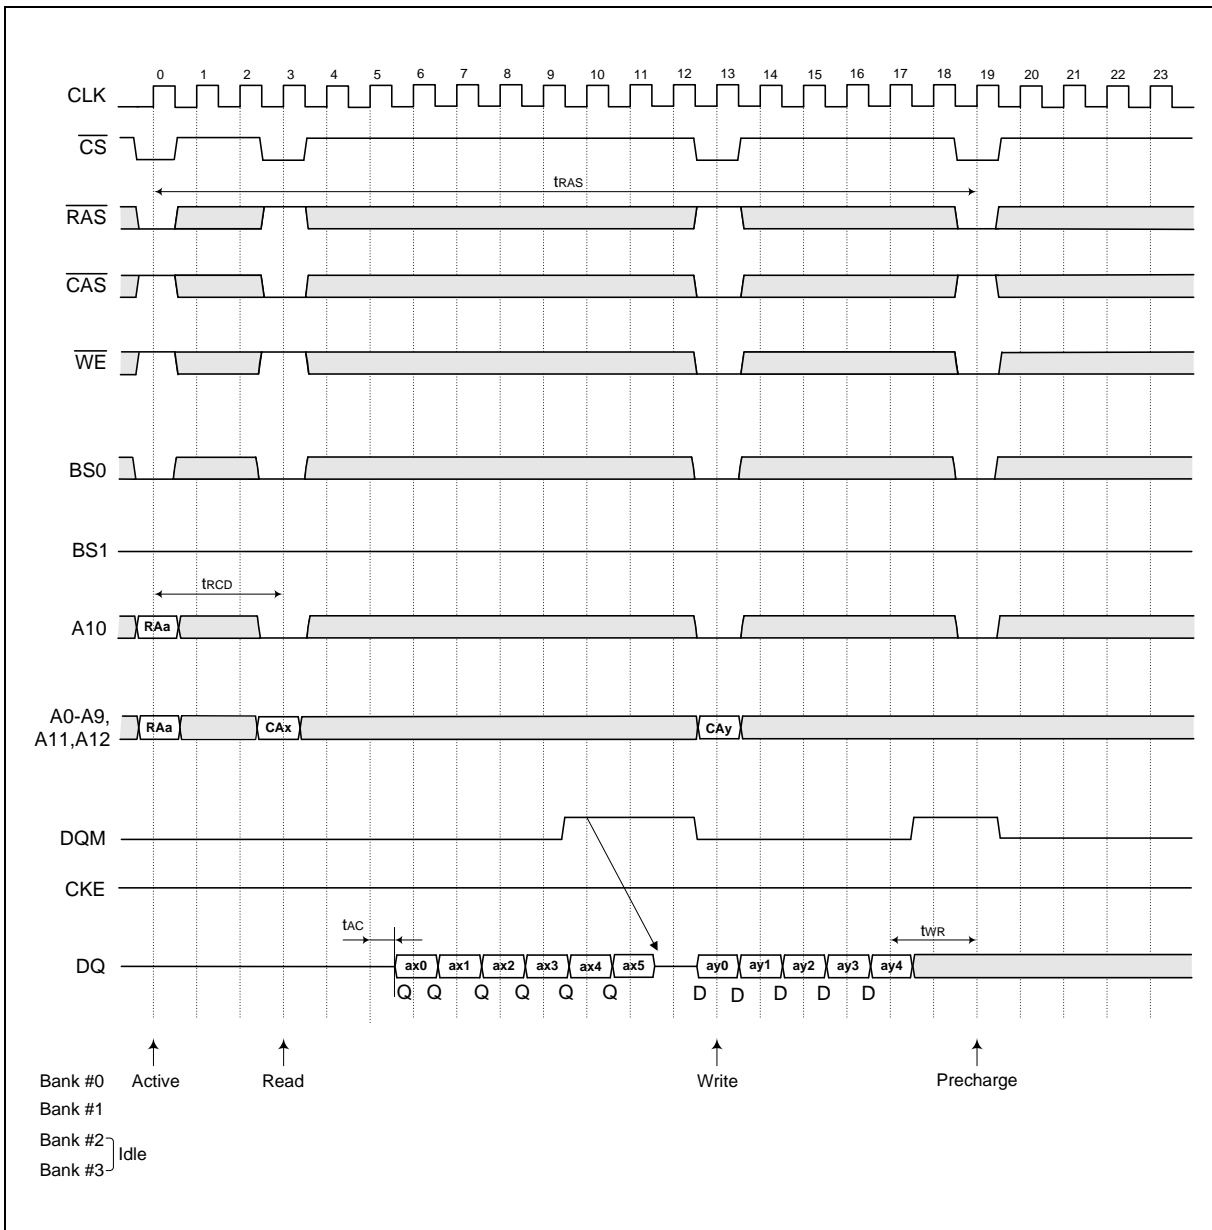 0 1 2 3 4 5 6 7 8 9 10 11 12 13 14 15 16 17 18 19 20 21 22 23
CLK
CS
tRAS
RAS
CAS
WE
BS0
BS1
tRCD
A10 RAa
A0-A9,
A11,A12
RAa CAx CAy
DQM
CKE
tAC tWR
DQ ax0 ax1 ax2 ax3 ax4 ax5 ay0 ay1 ay2 ay3 ay4
Q Q Q Q Q Q D D D D D
Bank #0 Active Read Write Precharge
Bank #1
Bank #2
Idle
Bank #3